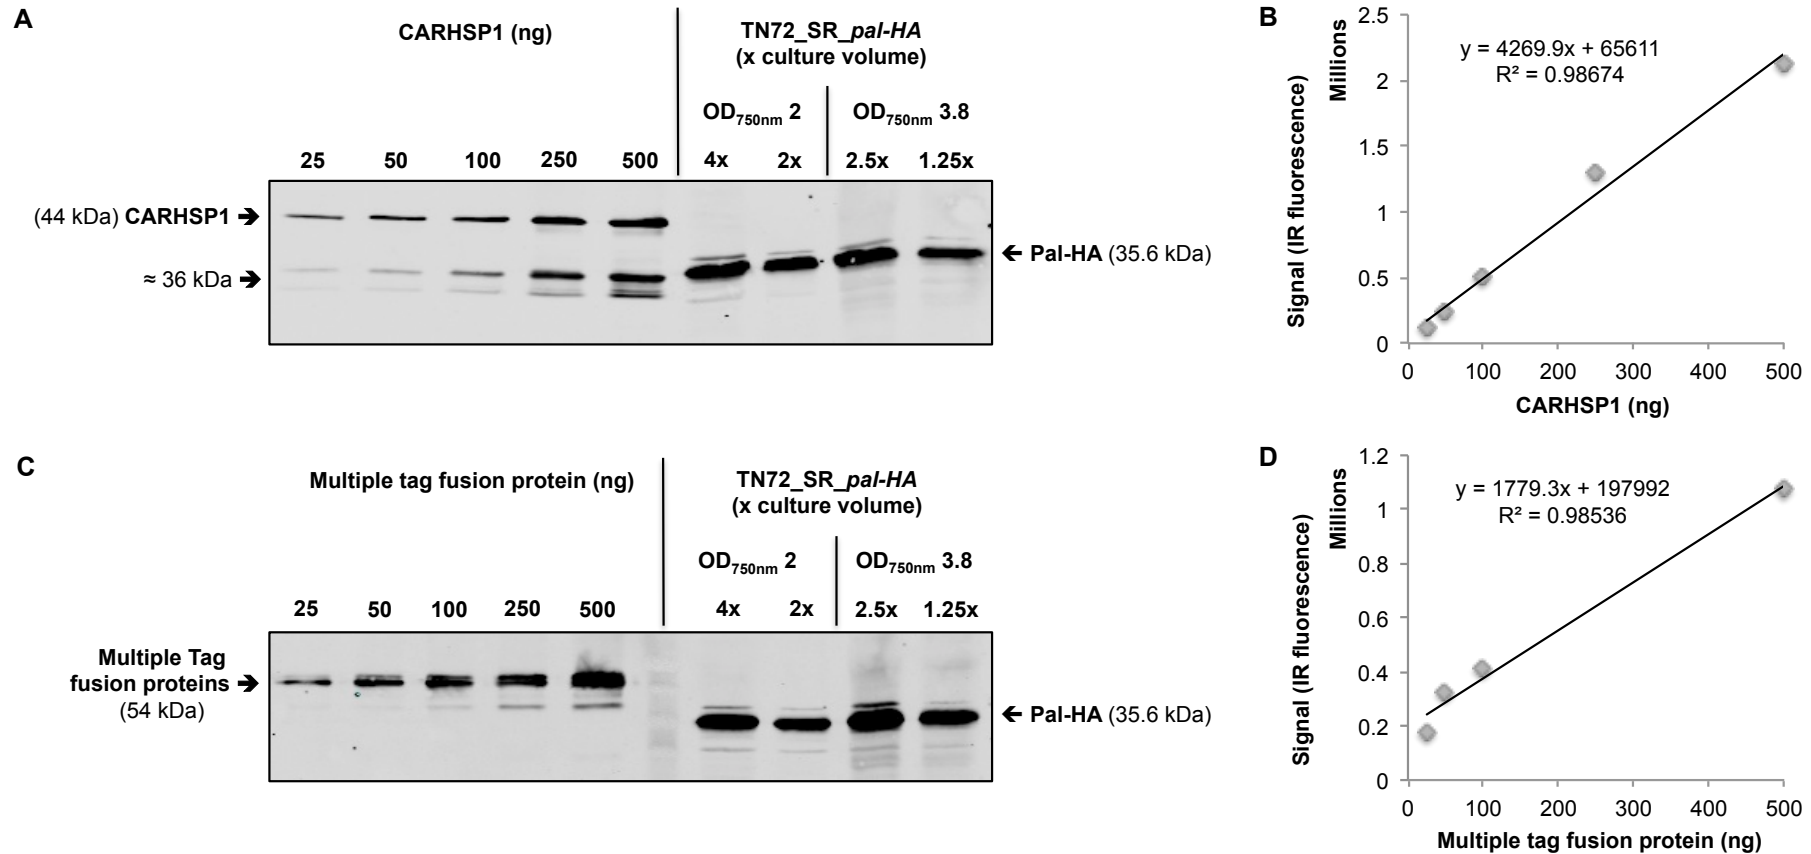 A
CARHSP1 (ng)
TN72_SR_pal-HA
(x culture volume)
OD750nm 2
OD750nm 3.8
25 50 100 250 500 4x 2x 2.5x 1.25x
(44 kDa) CARHSP1 ➔
≈ 36 kDa ➔
← Pal-HA (35.6 kDa)
B
y = 4269.9x + 65611
R² = 0.98674
Signal (IR fluorescence)
Millions
2.5
2
1.5
1
0.5
0
0 100 200 300 400 500
CARHSP1 (ng)
C
Multiple tag fusion protein (ng)
TN72_SR_pal-HA
(x culture volume)
OD750nm 2
OD750nm 3.8
25 50 100 250 500 4x 2x 2.5x 1.25x
Multiple Tag
fusion proteins ➔
(54 kDa)
← Pal-HA (35.6 kDa)
D
y = 1779.3x + 197992
R² = 0.98536
Signal (IR fluorescence)
Millions
1.2
1
0.8
0.6
0.4
0.2
0
0 100 200 300 400 500
Multiple tag fusion protein (ng)